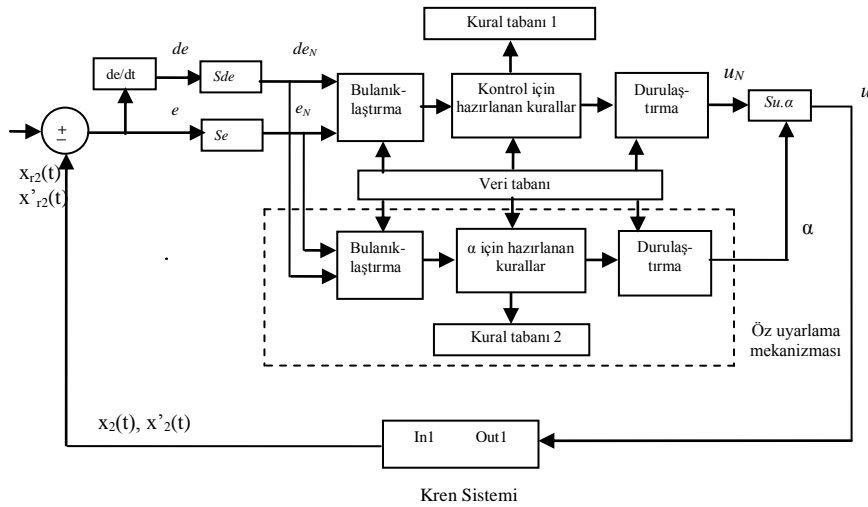 Kural tabanı 1
de
de_N
de/dt
Sde
Bulanık-
laştırma
Kontrol için
hazırlanan kurallar
Durulaş-
tırma
u_N
Su.α
u
±
e
Se
e_N
x_r2(t)
x’_r2(t)
Veri tabanı
Bulanık-
laştırma
α için hazırlanan
kurallar
Durulaş-
tırma
α
Kural tabanı 2
Öz uyarlama
mekanizması
x_2(t), x’_2(t)
In1 Out1
Kren Sistemi